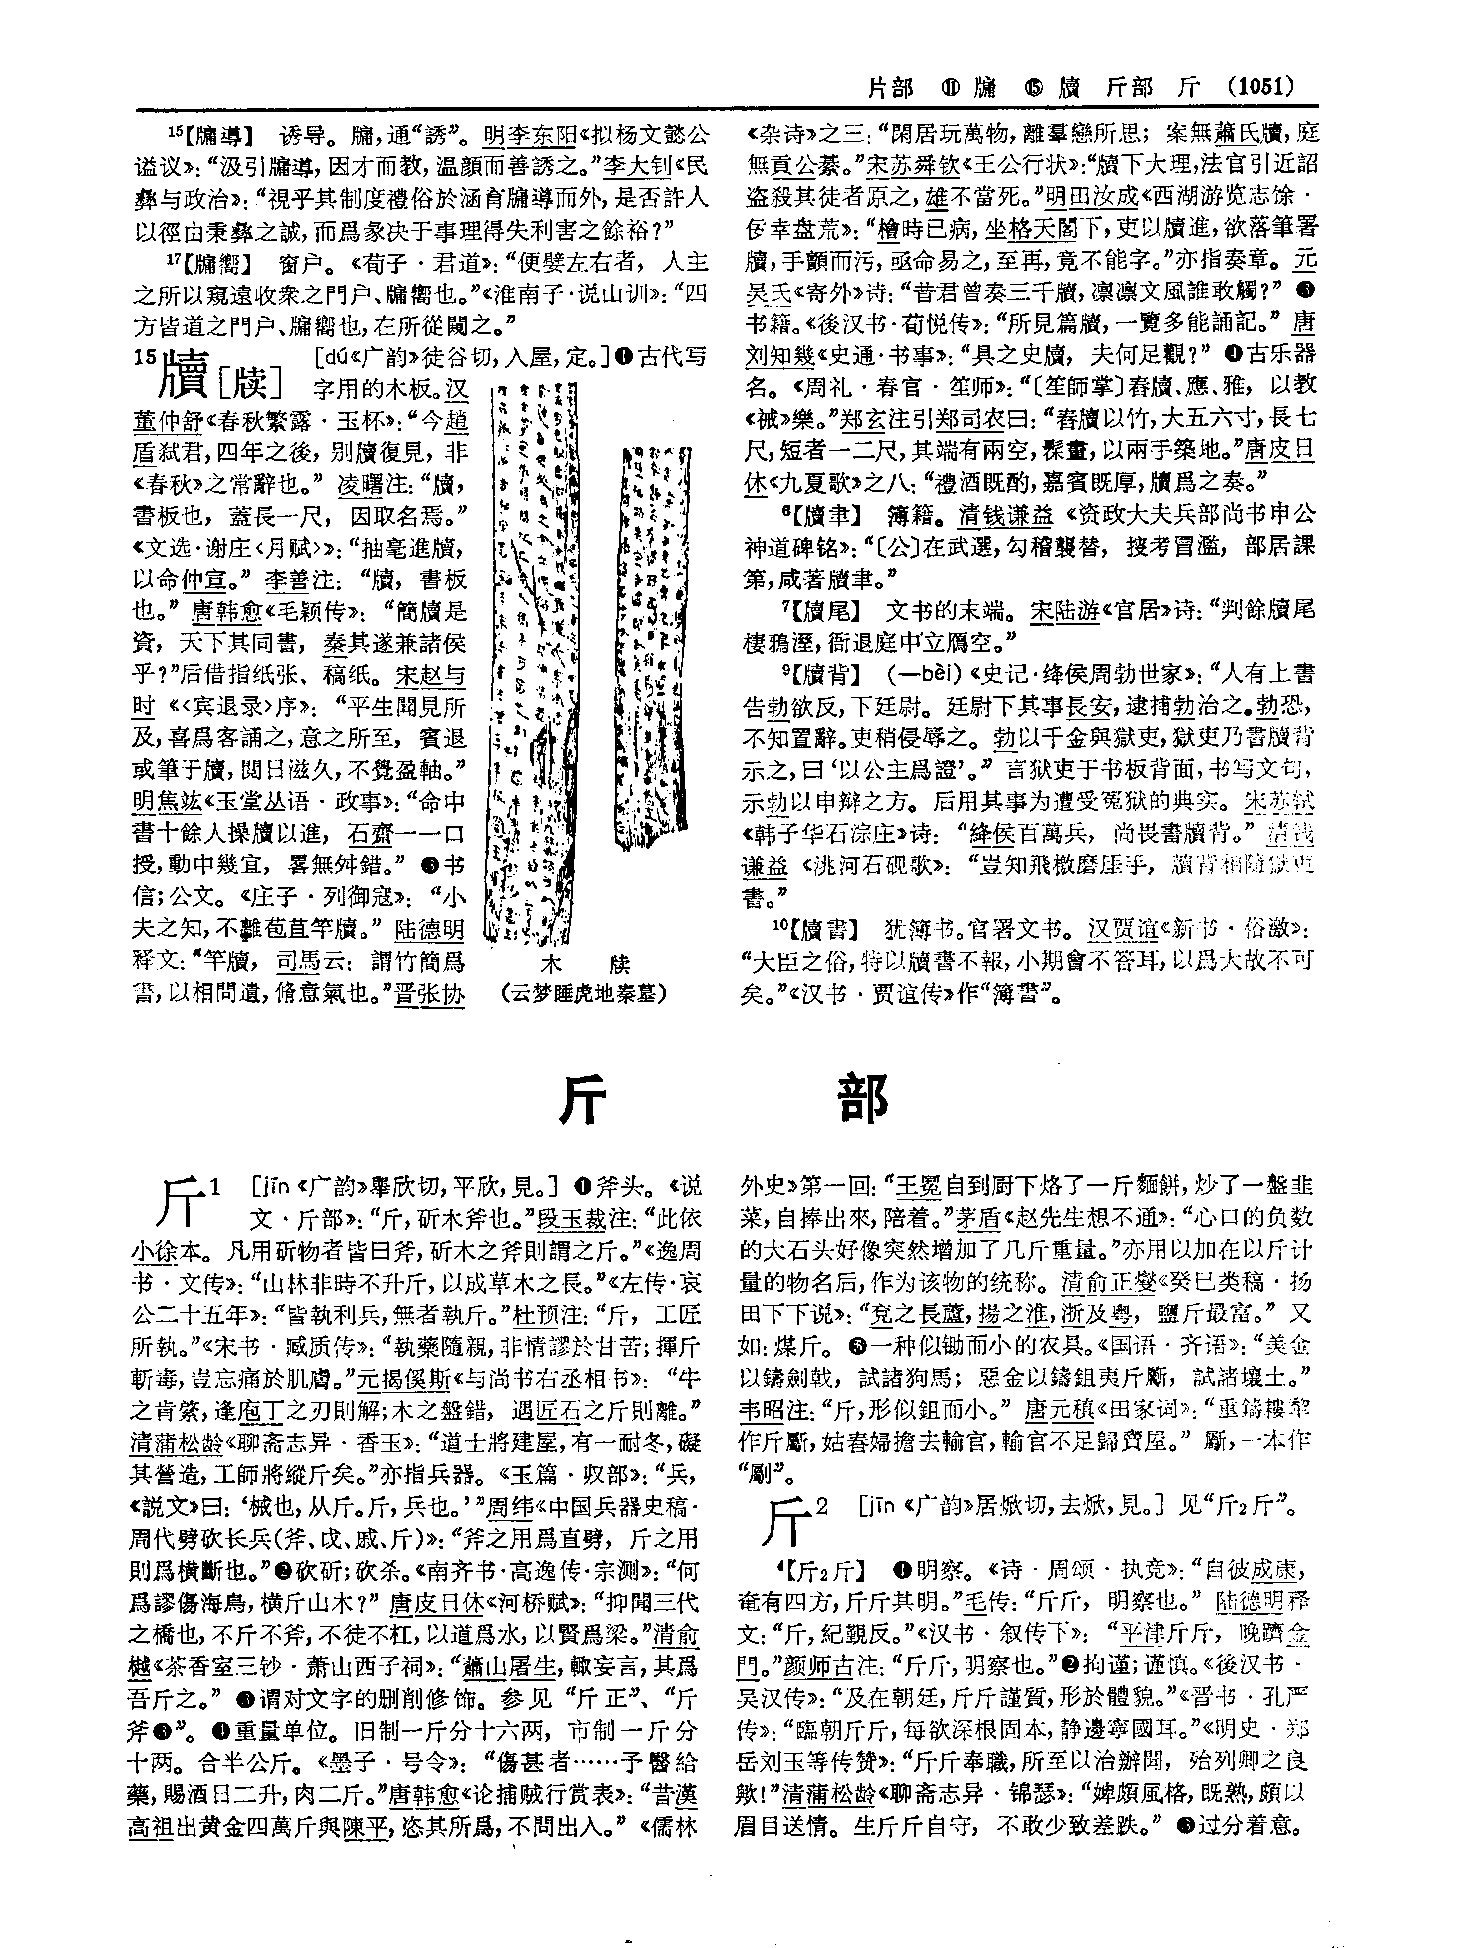 片部 ⑪ 牖 ⑮ 牘 斤部 斤 (1051)
15【牖導】 诱导。牖,通“誘”。明李东阳《拟杨文懿公
谥议》:“汲引牖導,因才而教,温顔而善誘之。”李大钊《民
彝与政治》:“視乎其制度禮俗於涵育牖導而外,是否許人
以徑由秉彝之誠,而爲彖决于事理得失利害之餘裕?”
17【牖嚮】 窗户。《荀子·君道》:“便嬖左右者,人主
之所以窺遠收衆之門户、牖嚮也。”《淮南子·说山训》:“四
方皆道之門户、牖嚮也,在所從闚之。”
15牘[牍] [dú《广韵》徒谷切,入屋,定。]❶古代写
字用的木板。汉
董仲舒《春秋繁露·玉杯》:“今趙
盾弑君,四年之後,别牘復見,非
《春秋》之常辭也。”凌曙注:“牘,
書板也,蓋長一尺,因取名焉。”
《文选·谢庄〈月赋〉》:“抽毫進牘,
以命仲宣。”李善注:“牘,書板
也。”唐韩愈《毛颖传》:“簡牘是
資,天下其同書,秦其遂兼諸侯
乎?”后借指纸张、稿纸。宋赵与
时《〈宾退录〉序》:“平生聞見所
及,喜爲客誦之,意之所至,賓退
或筆于牘,閲日滋久,不覺盈軸。”
明焦竑《玉堂丛语·政事》:“命中
書十餘人操牘以進,石齋一一口
授,動中幾宜,畧無舛錯。”❷书
信;公文。《庄子·列御寇》:“小
夫之知,不離苞苴竿牘。”陆德明
释文:“竿牘,司馬云:謂竹簡爲
書,以相問遺,脩意氣也。”晋张协
木 牍
(云梦睡虎地秦墓)
《杂诗》之三:“閑居玩萬物,離羣戀所思;案無蕭氏牘,庭
無貢公綦。”宋苏舜钦《王公行状》:“牘下大理,法官引近詔
盗殺其徒者原之,雄不當死。”明田汝成《西湖游览志馀·
佞幸盘荒》:“檜時已病,坐格天閣下,吏以牘進,欲落筆署
牘,手顫而污,亟命易之,至再,竟不能字。”亦指奏章。元
吴氏《寄外》诗:“昔君曾奏三千牘,凛凛文風誰敢觸?”❸
书籍。《後汉书·荀悦传》:“所見篇牘,一覽多能誦記。”唐
刘知幾《史通·书事》:“具之史牘,夫何足觀?”❹古乐器
名。《周礼·春官·笙师》:“〔笙師掌〕舂牘、應、雅,以教
《祴》樂。”郑玄注引郑司农曰:“舂牘以竹,大五六寸,長七
尺,短者一二尺,其端有兩空,髹畫,以兩手築地。”唐皮日
休《九夏歌》之八:“禮酒既酌,嘉賓既厚,牘爲之奏。”
6【牘聿】 簿籍。清钱谦益《资政大夫兵部尚书申公
神道碑铭》:“〔公〕在武選,勾稽襲替,搜考冒濫,部居課
第,咸著牘聿。”
7【牘尾】 文书的末端。宋陆游《官居》诗:“判餘牘尾
棲鴉溼,衙退庭中立鴈空。”
9【牘背】 (—bèi)《史记·绛侯周勃世家》:“人有上書
告勃欲反,下廷尉。廷尉下其事長安,逮捕勃治之。勃恐,
不知置辭。吏稍侵辱之。勃以千金與獄吏,獄吏乃書牘背
示之,曰‘以公主爲證’。”言狱吏于书板背面,书写文句,
示勃以申辩之方。后用其事为遭受冤狱的典实。宋苏轼
《韩子华石淙庄》诗:“絳侯百萬兵,尚畏書牘背。”清钱
谦益《洮河石砚歌》:“豈知飛檄磨厓手,牘背相隨獄吏
書。”
10【牘書】 犹簿书。官署文书。汉贾谊《新书·俗激》:
“大臣之俗,特以牘書不報,小期會不答耳,以爲大故不可
矣。”《汉书·贾谊传》作“簿書”。
斤 部
斤1 [jīn《广韵》舉欣切,平欣,見。] ❶斧头。《说
文·斤部》:“斤,斫木斧也。”段玉裁注:“此依
小徐本。凡用斫物者皆曰斧,斫木之斧則謂之斤。”《逸周
书·文传》:“山林非時不升斤,以成草木之長。”《左传·哀
公二十五年》:“皆執利兵,無者執斤。”杜预注:“斤,工匠
所執。”《宋书·臧质传》:“執藥隨親,非情謬於甘苦;揮斤
斬毒,豈忘痛於肌膚。”元揭傒斯《与尚书右丞相书》:“牛
之肯綮,逢庖丁之刃則解;木之盤錯,遇匠石之斤則離。”
清蒲松龄《聊斋志异·香玉》:“道士將建屋,有一耐冬,礙
其營造,工師將縱斤矣。”亦指兵器。《玉篇·収部》:“兵,
《説文》曰:‘械也,从斤。斤,兵也。’”周纬《中国兵器史稿·
周代劈砍长兵(斧、戉、戚、斤)》:“斧之用爲直劈,斤之用
則爲横斷也。”❷砍斫;砍杀。《南齐书·高逸传·宗测》:“何
爲謬傷海鳥,横斤山木?”唐皮日休《河桥赋》:“抑聞三代
之橋也,不斤不斧,不徒不杠,以道爲水,以賢爲梁。”清俞
樾《茶香室三钞·萧山西子祠》:“蕭山屠生,輒妄言,其爲
吾斤之。”❸谓对文字的删削修饰。参见“斤正”、“斤
斧❸”。❹重量单位。旧制一斤分十六两,市制一斤分
十两。合半公斤。《墨子·号令》:“傷甚者……予醫給
藥,賜酒日二升,肉二斤。”唐韩愈《论捕贼行赏表》:“昔漢
高祖出黄金四萬斤與陳平,恣其所爲,不問出入。”《儒林
外史》第一回:“王冕自到厨下烙了一斤麵餅,炒了一盤韭
菜,自捧出來,陪着。”茅盾《赵先生想不通》:“心口的负数
的大石头好像突然增加了几斤重量。”亦用以加在以斤计
量的物名后,作为该物的统称。清俞正燮《癸巳类稿·扬
田下下说》:“兗之長蘆,揚之淮,浙及粤,鹽斤最富。”又
如:煤斤。❺一种似锄而小的农具。《国语·齐语》:“美金
以鑄劍戟,試諸狗馬;惡金以鑄鉏夷斤斸,試諸壤土。”
韦昭注:“斤,形似鉏而小。”唐元稹《田家词》:“重鑄耬犂
作斤斸,姑舂婦擔去輸官,輸官不足歸賣屋。”斸,一本作
“劚”。
斤2 [jīn《广韵》居焮切,去焮,見。] 见“斤2斤”。
4【斤2斤】 ❶明察。《诗·周颂·执竞》:“自彼成康,
奄有四方,斤斤其明。”毛传:“斤斤,明察也。”陆德明释
文:“斤,紀覲反。”《汉书·叙传下》:“平津斤斤,晚躋金
門。”颜师古注:“斤斤,明察也。”❷拘谨;谨慎。《後汉书·
吴汉传》:“及在朝廷,斤斤謹質,形於體貌。”《晋书·孔严
传》:“臨朝斤斤,每欲深根固本,静邊寧國耳。”《明史·郑
岳刘玉等传赞》:“斤斤奉職,所至以治辦聞,殆列卿之良
歟!”清蒲松龄《聊斋志异·锦瑟》:“婢頗風格,既熟,頗以
眉目送情。生斤斤自守,不敢少致差跌。”❸过分着意。